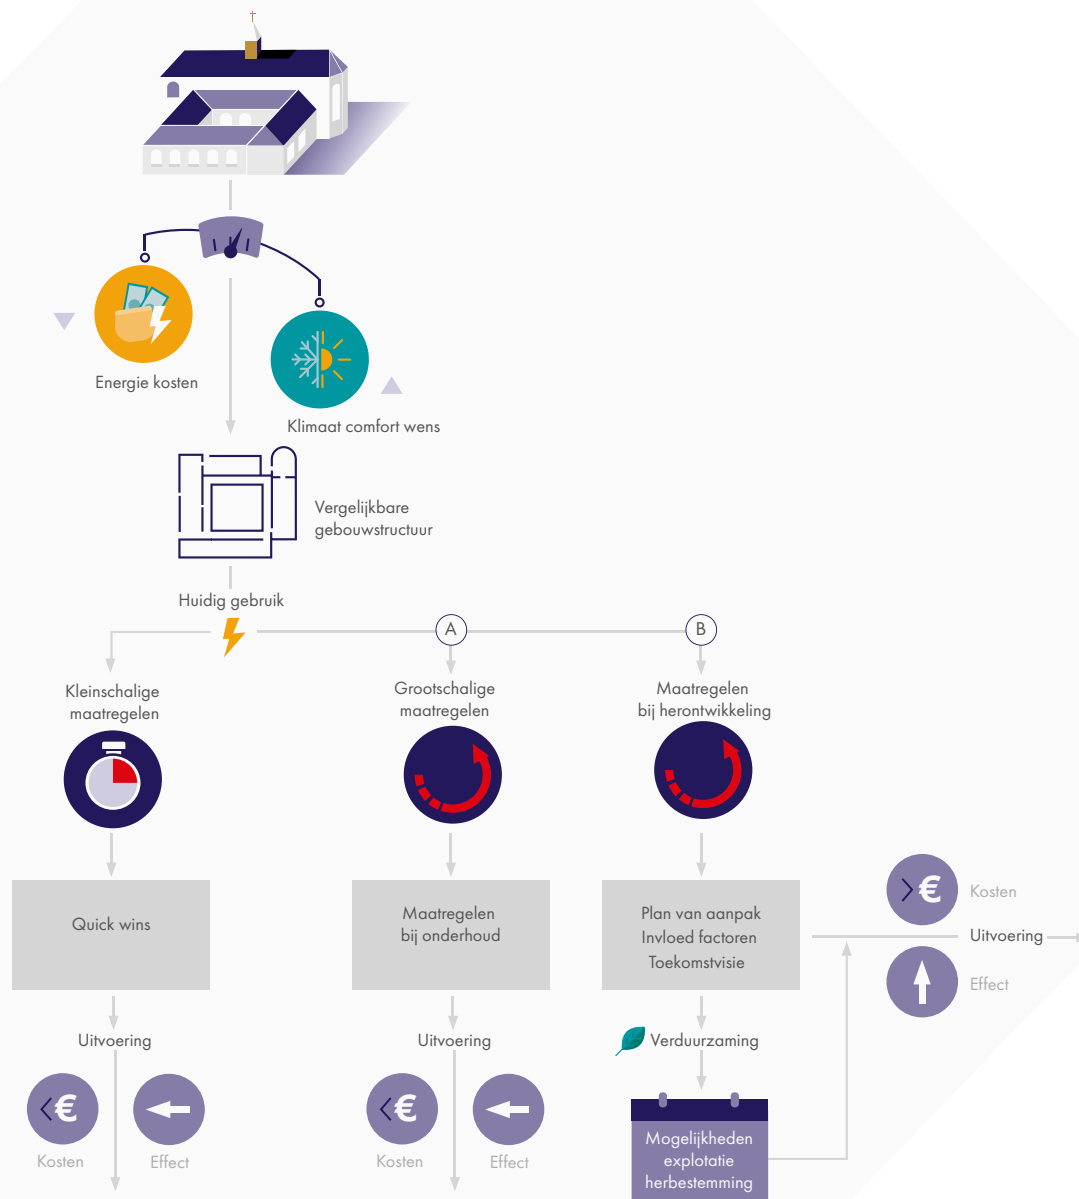 Energie kosten
Klimaat comfort wens
Vergelijkbare
gebouwstructuur
Huidig gebruik
A
B
Kleinschalige
maatregelen
Grootschalige
maatregelen
Maatregelen
bij herontwikkeling
Quick wins
Maatregelen
bij onderhoud
Plan van aanpak
Invloed factoren
Toekomstvisie
> €
Kosten
Uitvoering
Effect
Uitvoering
Uitvoering
Verduurzaming
< €
Kosten
Effect
< €
Kosten
Effect
Mogelijkheden
explotatie
herbestemming